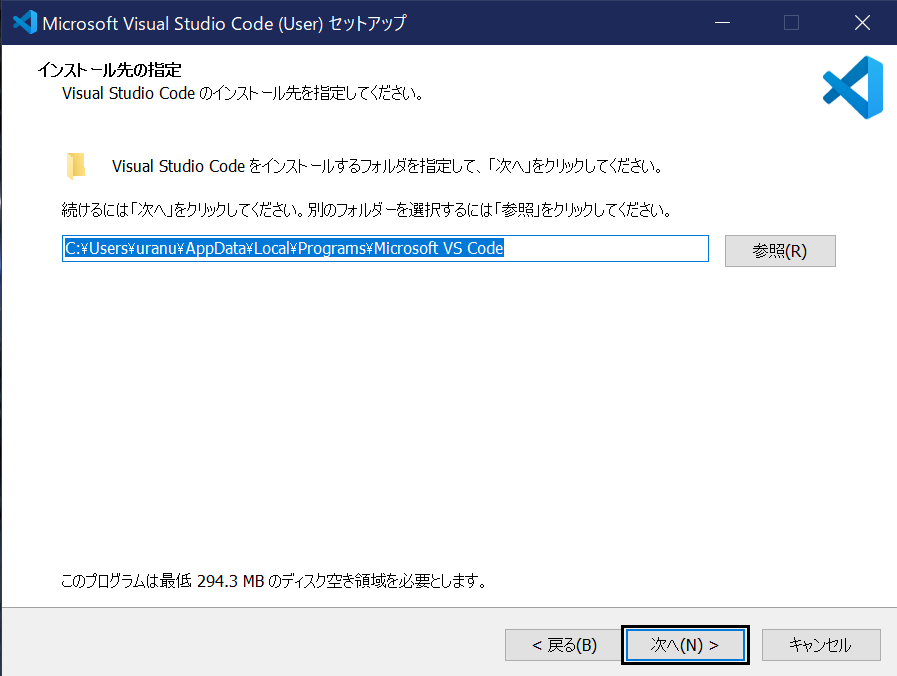 Microsoft Visual Studio Code (User) セットアップ
インストール先の指定
Visual Studio Code のインストール先を指定してください。
Visual Studio Code をインストールするフォルダを指定して、「次へ」をクリックしてください。
続けるには「次へ」をクリックしてください。別のフォルダーを選択するには「参照」をクリックしてください。
C:¥Users¥uranu¥AppData¥Local¥Programs¥Microsoft VS Code
参照(R)
このプログラムは最低 294.3 MB のディスク空き領域を必要とします。
< 戻る(B)
次へ(N) >
キャンセル